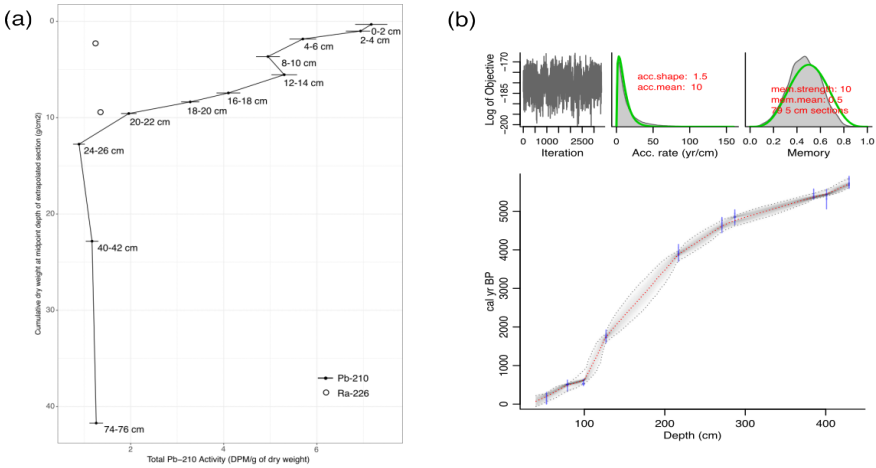 (a)
Cumulative dry weight at midpoint depth of extrapolated section (g/cm2)
0
10
20
30
40
0-2 cm
2-4 cm
4-6 cm
8-10 cm
12-14 cm
16-18 cm
18-20 cm
20-22 cm
24-26 cm
40-42 cm
74-76 cm
Pb-210
Ra-226
2 4 6
Total Pb-210 Activity (DPM/g of dry weight)
(b)
Log of Objective
-170
-185
-200
0 1000 2500
Iteration
acc.shape: 1.5
acc.mean: 10
0 50 100 150
Acc. rate (yr/cm)
mem.strength: 10
mem.mean: 0.5
79 5 cm sections
0.0 0.2 0.4 0.6 0.8 1.0
Memory
cal yr BP
5000
4000
3000
2000
1000
0
100 200 300 400
Depth (cm)